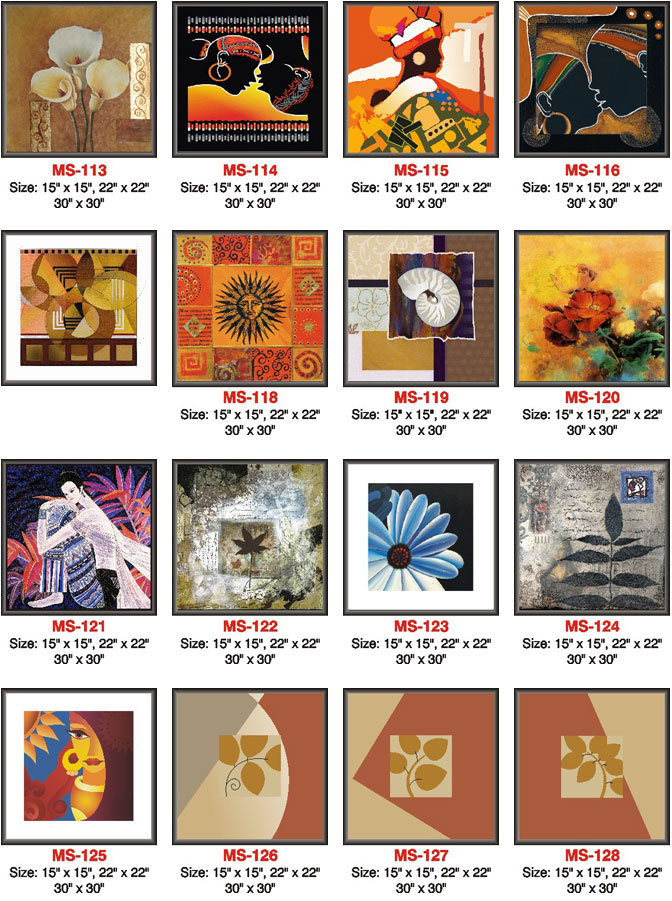 MS-113
Size: 15" x 15", 22" x 22"
30" x 30"
MS-114
Size: 15" x 15", 22" x 22"
30" x 30"
MS-115
Size: 15" x 15", 22" x 22"
30" x 30"
MS-116
Size: 15" x 15", 22" x 22"
30" x 30"
MS-118
Size: 15" x 15", 22" x 22"
30" x 30"
MS-119
Size: 15" x 15", 22" x 22"
30" x 30"
MS-120
Size: 15" x 15", 22" x 22"
30" x 30"
MS-121
Size: 15" x 15", 22" x 22"
30" x 30"
MS-122
Size: 15" x 15", 22" x 22"
30" x 30"
MS-123
Size: 15" x 15", 22" x 22"
30" x 30"
MS-124
Size: 15" x 15", 22" x 22"
30" x 30"
MS-125
Size: 15" x 15", 22" x 22"
30" x 30"
MS-126
Size: 15" x 15", 22" x 22"
30" x 30"
MS-127
Size: 15" x 15", 22" x 22"
30" x 30"
MS-128
Size: 15" x 15", 22" x 22"
30" x 30"